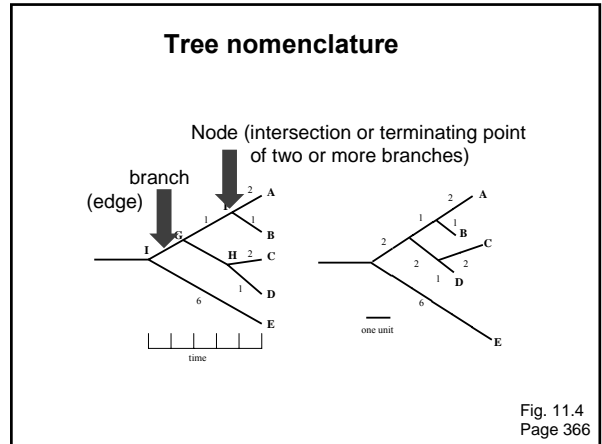 Tree nomenclature
Node (intersection or terminating point
of two or more branches)
branch
(edge)
2
A
1
1
B
G
I
H
2
C
1
D
6
E
time
2
A
1
1
B
2
C
2
2
1
D
6
one unit
E
Fig. 11.4
Page 366